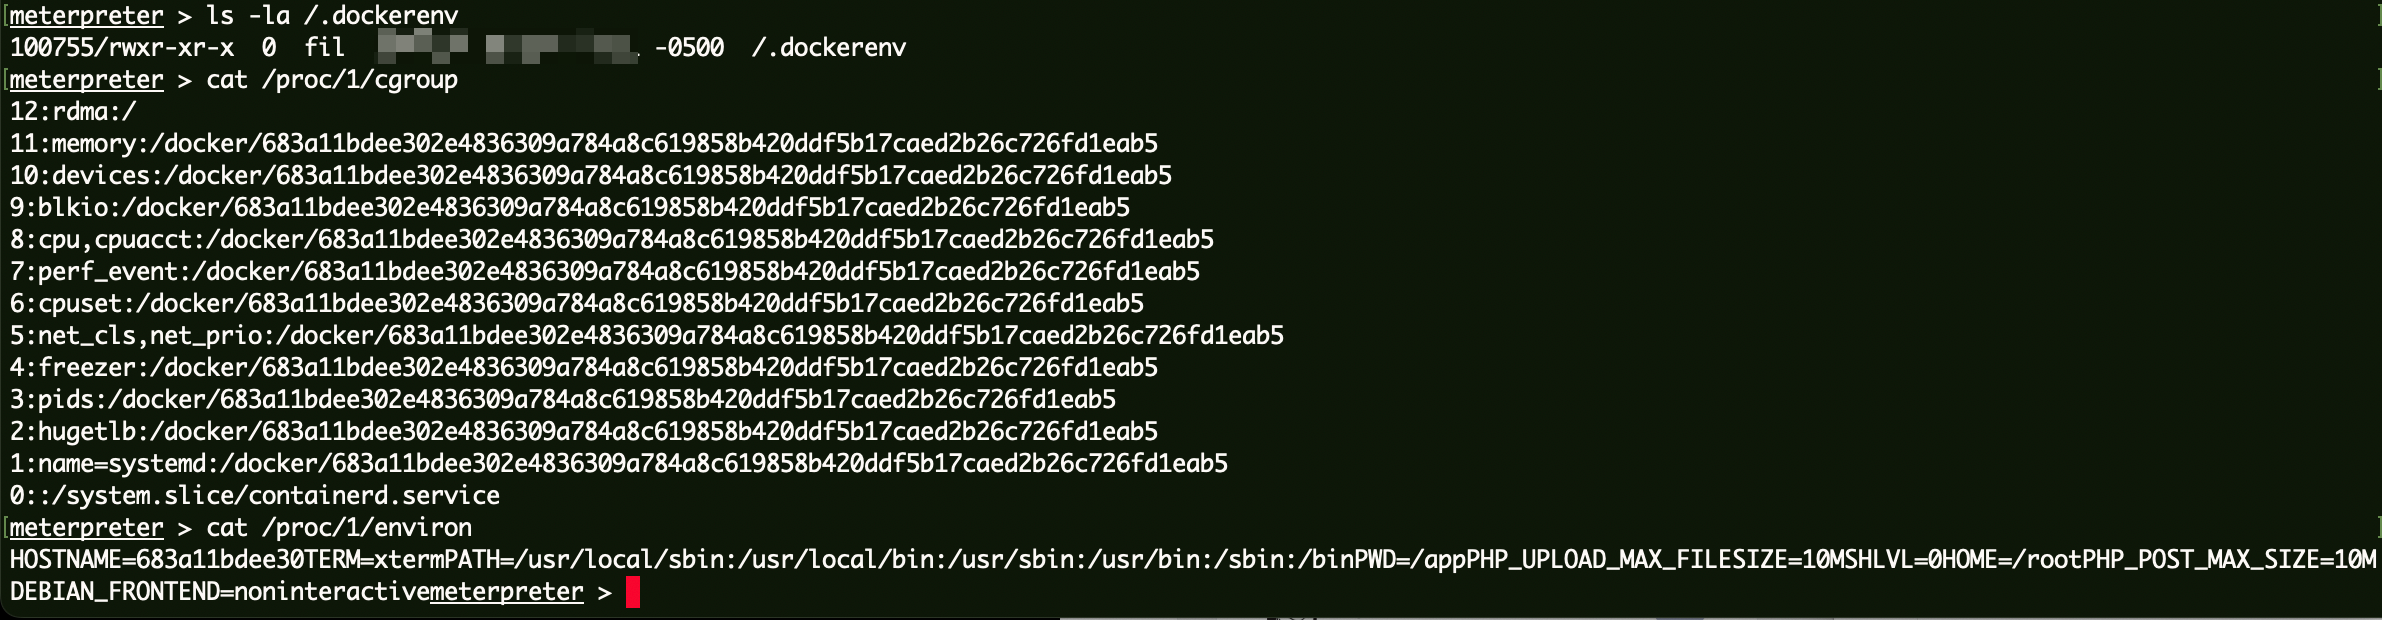 meterpreter > ls -la /.dockerenv
100755/rwxr-xr-x  0  fil -0500  /.dockerenv
meterpreter > cat /proc/1/cgroup
12:rdma:/
11:memory:/docker/683a11bdee302e4836309a784a8c619858b420ddf5b17caed2b26c726fd1eab5
10:devices:/docker/683a11bdee302e4836309a784a8c619858b420ddf5b17caed2b26c726fd1eab5
9:blkio:/docker/683a11bdee302e4836309a784a8c619858b420ddf5b17caed2b26c726fd1eab5
8:cpu,cpuacct:/docker/683a11bdee302e4836309a784a8c619858b420ddf5b17caed2b26c726fd1eab5
7:perf_event:/docker/683a11bdee302e4836309a784a8c619858b420ddf5b17caed2b26c726fd1eab5
6:cpuset:/docker/683a11bdee302e4836309a784a8c619858b420ddf5b17caed2b26c726fd1eab5
5:net_cls,net_prio:/docker/683a11bdee302e4836309a784a8c619858b420ddf5b17caed2b26c726fd1eab5
4:freezer:/docker/683a11bdee302e4836309a784a8c619858b420ddf5b17caed2b26c726fd1eab5
3:pids:/docker/683a11bdee302e4836309a784a8c619858b420ddf5b17caed2b26c726fd1eab5
2:hugetlb:/docker/683a11bdee302e4836309a784a8c619858b420ddf5b17caed2b26c726fd1eab5
1:name=systemd:/docker/683a11bdee302e4836309a784a8c619858b420ddf5b17caed2b26c726fd1eab5
0::/system.slice/containerd.service
meterpreter > cat /proc/1/environ
HOSTNAME=683a11bdee30TERM=xtermPATH=/usr/local/sbin:/usr/local/bin:/usr/sbin:/usr/bin:/sbin:/binPWD=/appPHP_UPLOAD_MAX_FILESIZE=10MSHLVL=0HOME=/rootPHP_POST_MAX_SIZE=10M
DEBIAN_FRONTEND=noninteractivemeterpreter >